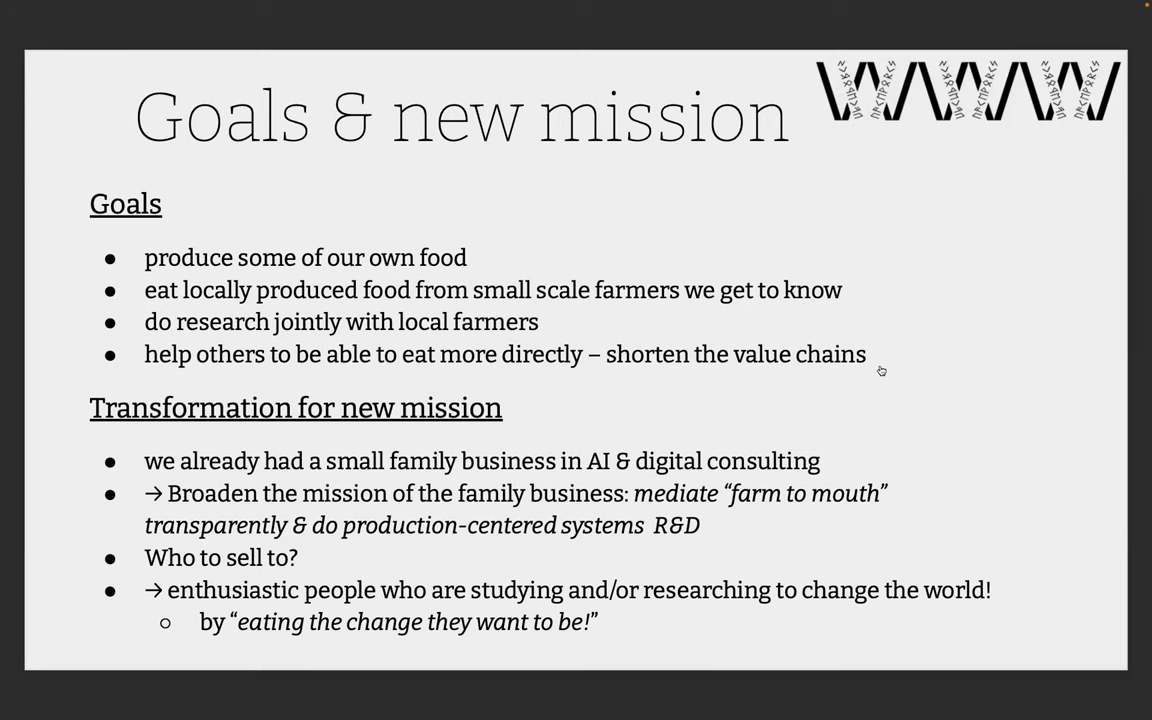 WWW
Goals & new mission
Goals
● produce some of our own food
● eat locally produced food from small scale farmers we get to know
● do research jointly with local farmers
● help others to be able to eat more directly – shorten the value chains
Transformation for new mission
● we already had a small family business in AI & digital consulting
● → Broaden the mission of the family business: mediate “farm to mouth”
transparently & do production-centered systems R&D
● Who to sell to?
● → enthusiastic people who are studying and/or researching to change the world!
○ by “eating the change they want to be!”